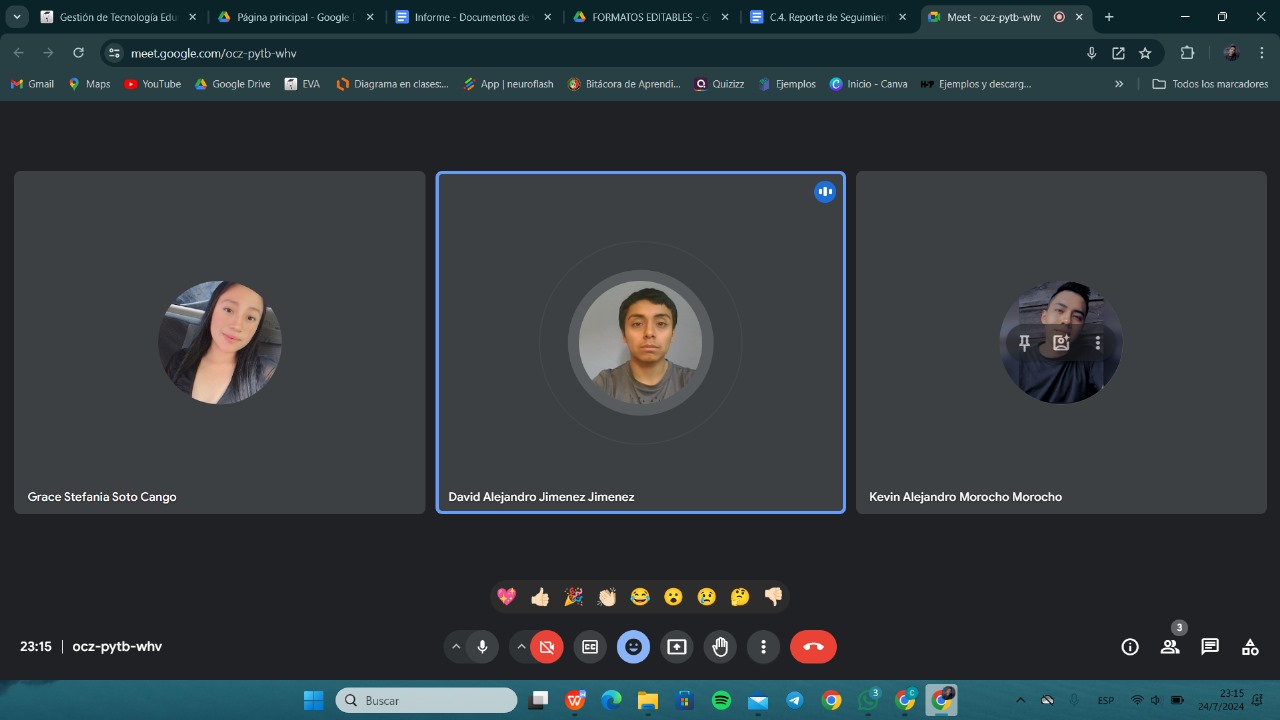 Gestión de Tecnología Edu
Página principal - Google
Informe - Documentos de
FORMATOS EDITABLES - G
C.4. Reporte de Seguimien
Meet - ocz-pytb-whv
meet.google.com/ocz-pytb-whv
Gmail
Maps
YouTube
Google Drive
EVA
Diagrama en clases:...
App | neuroflash
Bitácora de Aprendi...
Quizizz
Ejemplos
Inicio - Canva
Ejemplos y descarg...
»
Todos los marcadores
Grace Stefania Soto Cango
David Alejandro Jimenez Jimenez
Kevin Alejandro Morocho Morocho
23:15 | ocz-pytb-whv
3
Buscar
3
ESP
23:15
24/7/2024